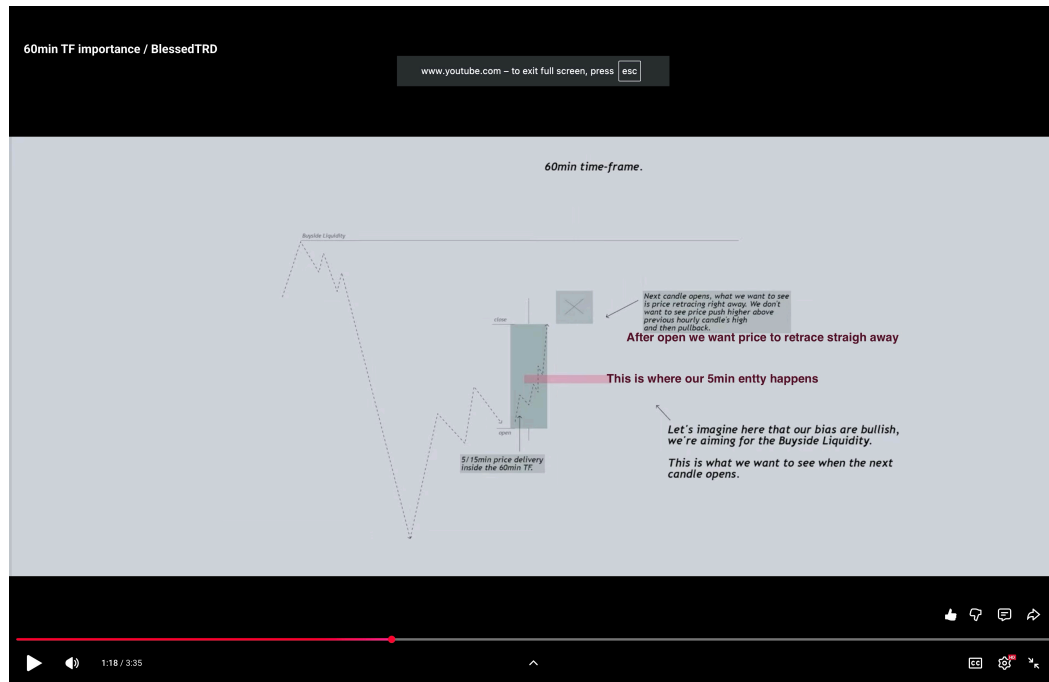 60min TF importance / BlessedTRD
www.youtube.com – to exit full screen, press esc
60min time-frame.
Buyside Liquidity
Next candle opens, what we want to see
is price retracing right away. We don't
want to see price push higher above
previous hourly candle's high
and then pullback.
close
After open we want price to retrace straigh away
This is where our 5min entty happens
Let's imagine here that our bias are bullish,
we're aiming for the Buyside Liquidity.
open
5/15min price delivery
inside the 60min TF.
This is what we want to see when the next
candle opens.
1:18 / 3:35
CC
HD